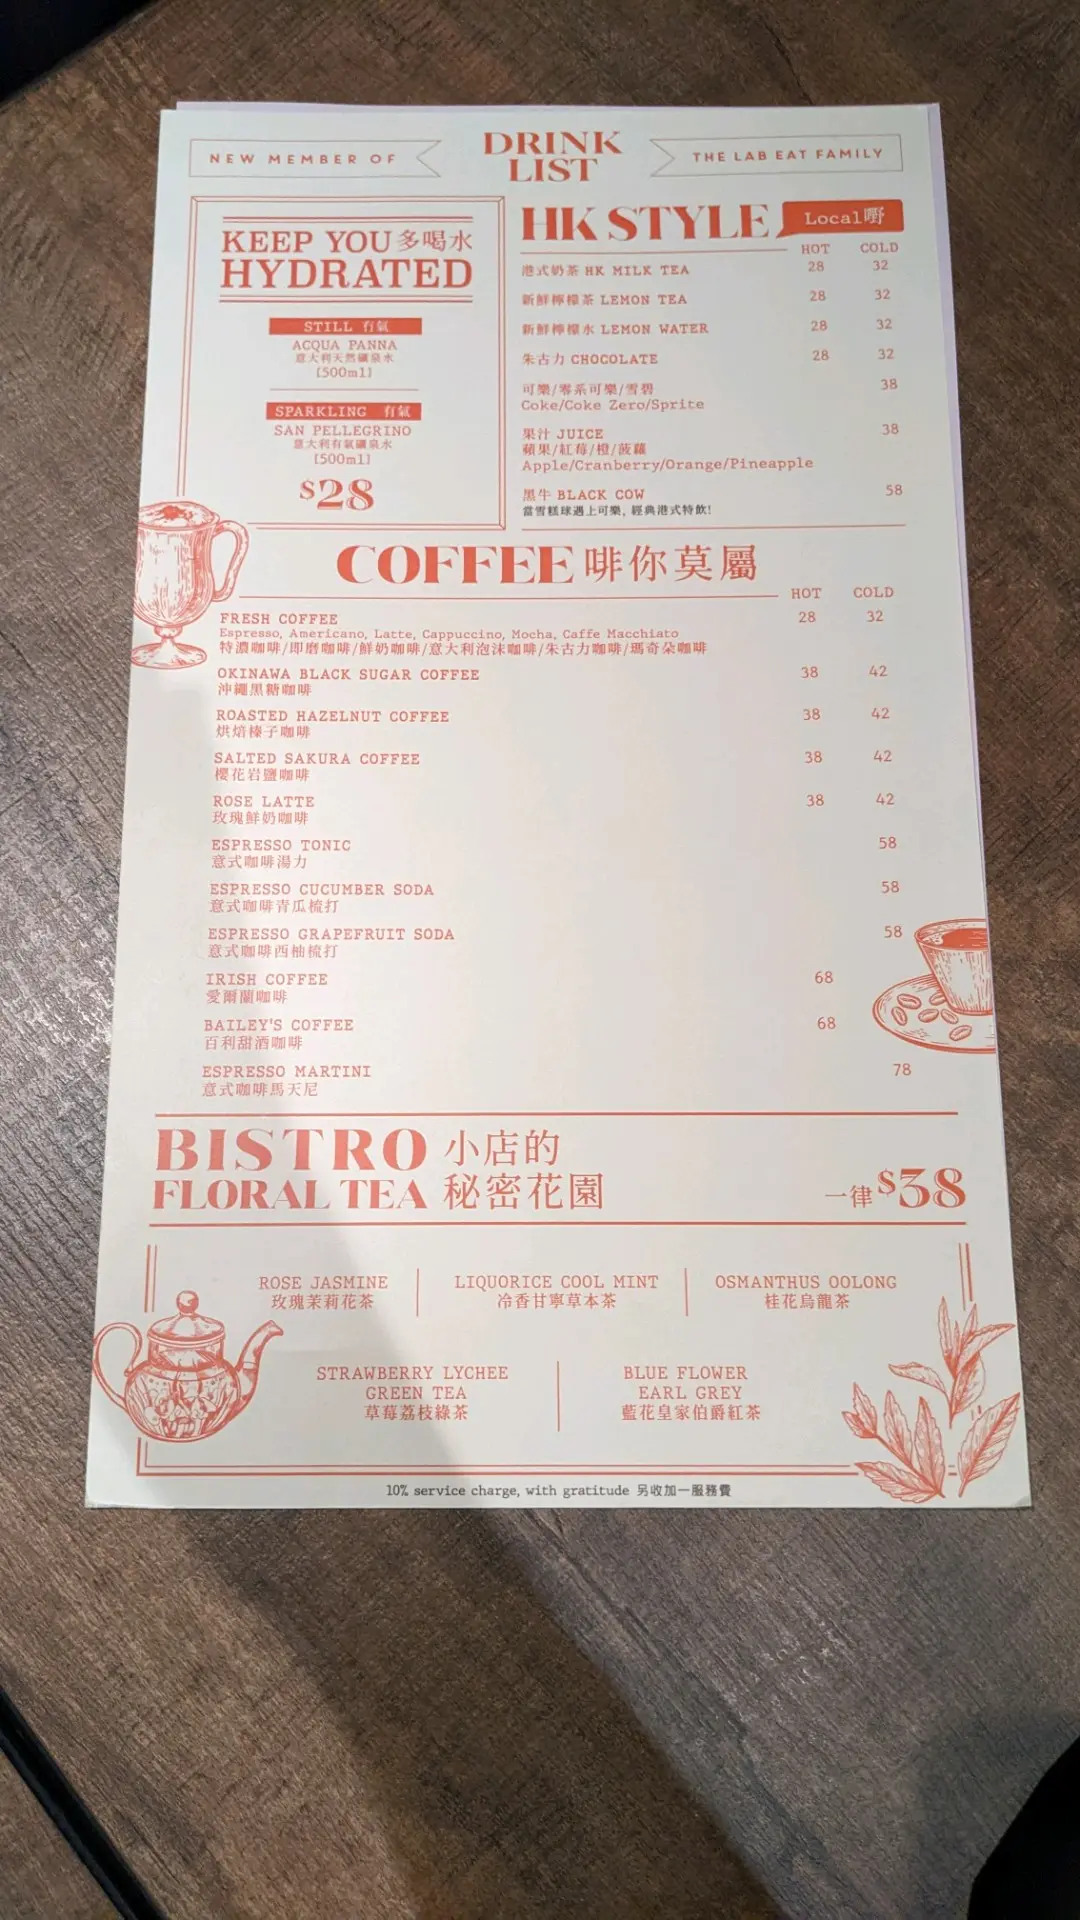 NEW MEMBER OF
DRINK
LIST
THE LAB EAT FAMILY
KEEP YOU 多喝水
HYDRATED
STILL 有氣
ACQUA PANNA
意大利天然礦泉水
[500ml]
SPARKLING 有氣
SAN PELLEGRINO
意大利有氣礦泉水
[500ml]
$28
HK STYLE Local嘢
HOT COLD
港式奶茶 HK MILK TEA 28 32
新鮮檸檬茶 LEMON TEA 28 32
新鮮檸檬水 LEMON WATER 28 32
朱古力 CHOCOLATE 28 32
可樂/零系可樂/雪碧 38
Coke/Coke Zero/Sprite
果汁 JUICE 38
蘋果/紅莓/橙/菠蘿
Apple/Cranberry/Orange/Pineapple
黑牛 BLACK COW 58
當雪糕球遇上可樂, 經典港式特飲!
COFFEE 啡你莫屬
HOT COLD
FRESH COFFEE 28 32
Espresso, Americano, Latte, Cappuccino, Mocha, Caffe Macchiato
特濃咖啡/即磨咖啡/鮮奶咖啡/意大利泡沫咖啡/朱古力咖啡/瑪奇朵咖啡
OKINAWA BLACK SUGAR COFFEE 38 42
沖繩黑糖咖啡
ROASTED HAZELNUT COFFEE 38 42
烘焙榛子咖啡
SALTED SAKURA COFFEE 38 42
櫻花岩鹽咖啡
ROSE LATTE 38 42
玫瑰鮮奶咖啡
ESPRESSO TONIC 58
意式咖啡湯力
ESPRESSO CUCUMBER SODA 58
意式咖啡青瓜梳打
ESPRESSO GRAPEFRUIT SODA 58
意式咖啡西柚梳打
IRISH COFFEE 68
愛爾蘭咖啡
BAILEY'S COFFEE 68
百利甜酒咖啡
ESPRESSO MARTINI 78
意式咖啡馬天尼
BISTRO 小店的
FLORAL TEA 秘密花園 一律 $38
ROSE JASMINE
玫瑰茉莉花茶
LIQUORICE COOL MINT
冷香甘寧草本茶
OSMANTHUS OOLONG
桂花烏龍茶
STRAWBERRY LYCHEE
GREEN TEA
草莓荔枝綠茶
BLUE FLOWER
EARL GREY
藍花皇家伯爵紅茶
10% service charge, with gratitude 另收加一服務費